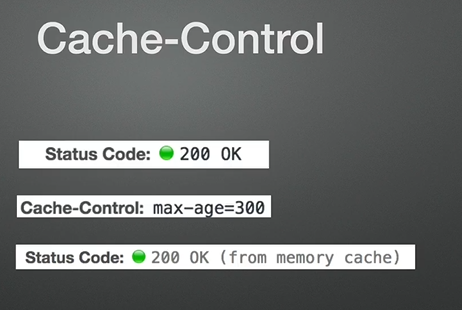 Cache-Control
Status Code: 200 OK
Cache-Control: max-age=300
Status Code: 200 OK (from memory cache)